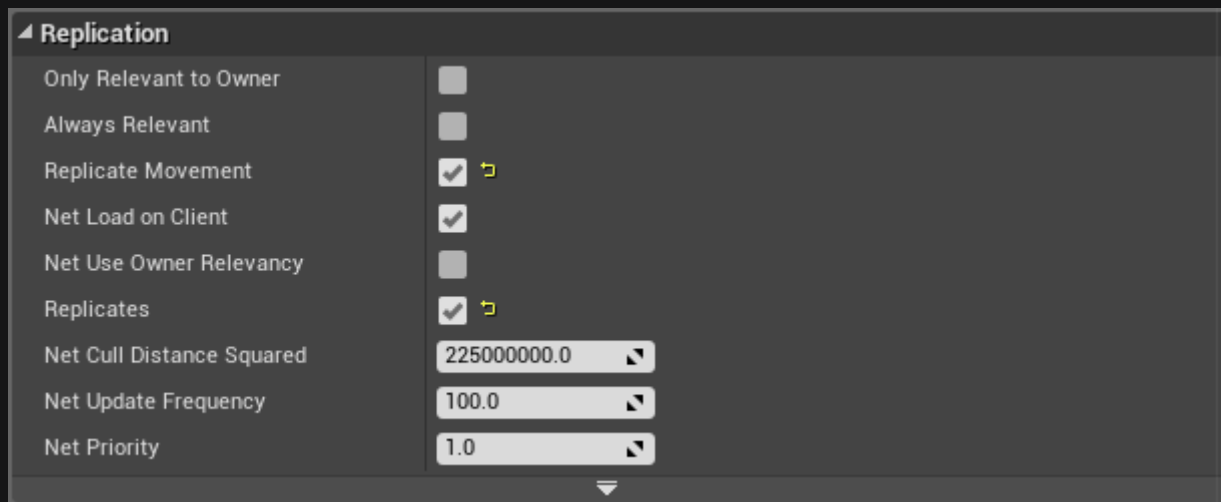 Replication
Only Relevant to Owner
Always Relevant
Replicate Movement
Net Load on Client
Net Use Owner Relevancy
Replicates
Net Cull Distance Squared 225000000.0
Net Update Frequency 100.0
Net Priority 1.0